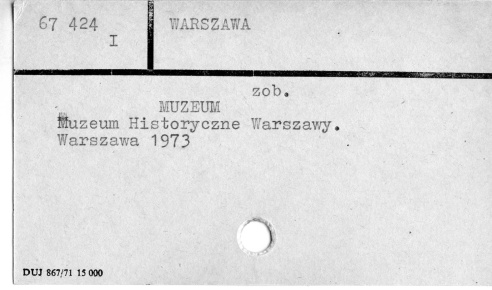 67 424
I
WARSZAWA
zob.
MUZEUM
Muzeum Historyczne Warszawy.
Warszawa 1973
DUJ 867/71 15 000